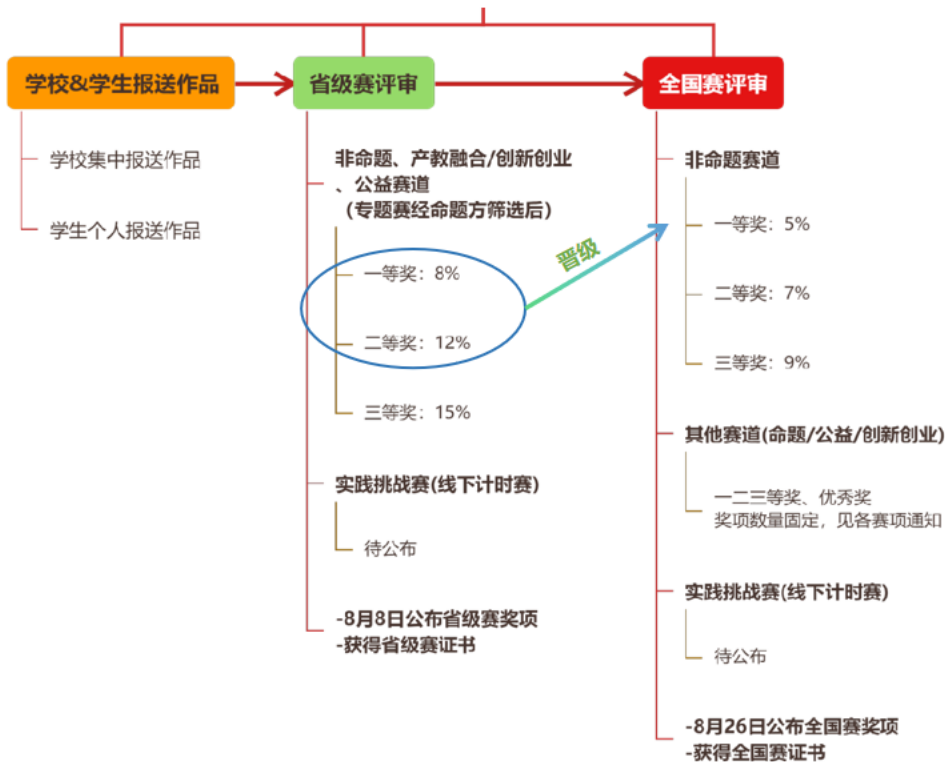 学校&学生报送作品
学校集中报送作品
学生个人报送作品
省级赛评审
非命题、产教融合/创新创业
、公益赛道
（专题赛经命题方筛选后）
一等奖：8%
二等奖：12%
三等奖：15%
实践挑战赛(线下计时赛)
待公布
-8月8日公布省级赛奖项
-获得省级赛证书
晋级
全国赛评审
非命题赛道
一等奖：5%
二等奖：7%
三等奖：9%
其他赛道(命题/公益/创新创业)
一二三等奖、优秀奖
奖项数量固定，见各赛项通知
实践挑战赛(线下计时赛)
待公布
-8月26日公布全国赛奖项
-获得全国赛证书